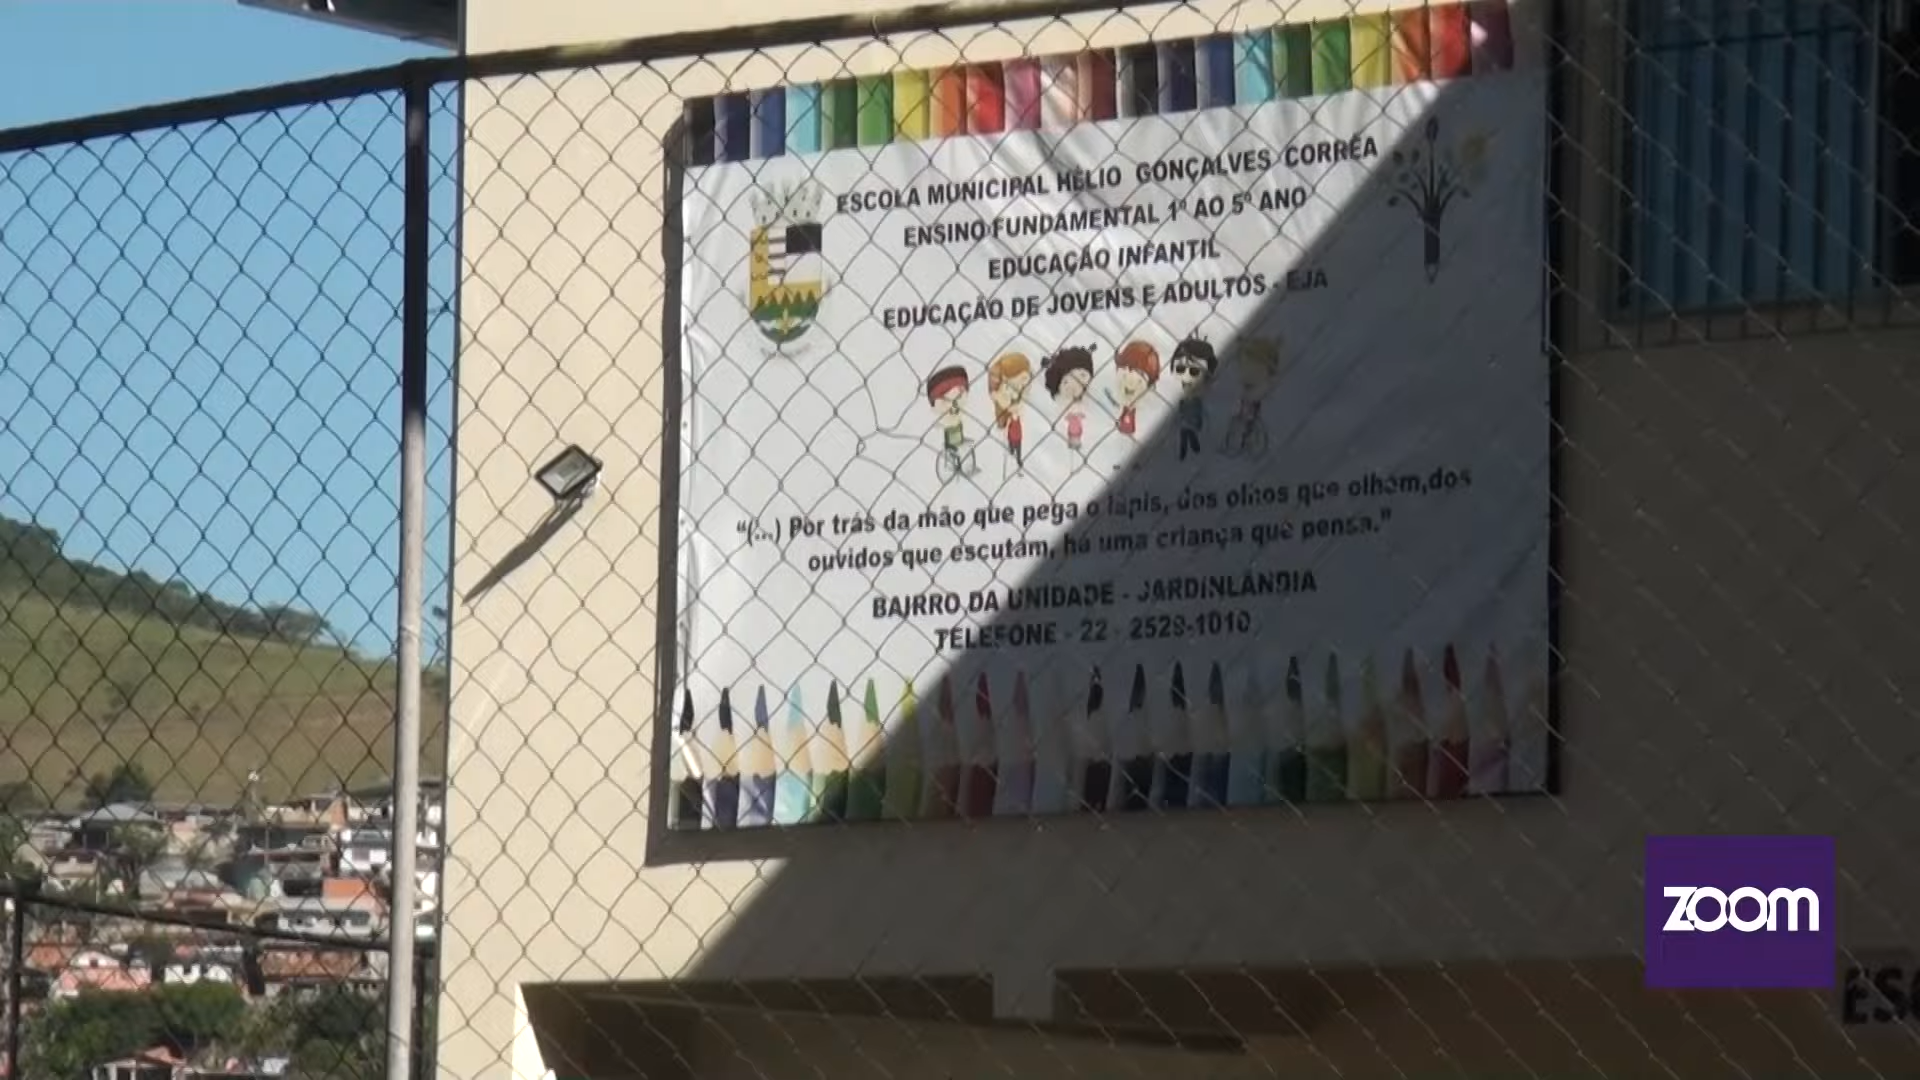 ESCOLA MUNICIPAL HÉLIO GONÇALVES CORRÊA
ENSINO FUNDAMENTAL 1º AO 5º ANO
EDUCAÇÃO INFANTIL
EDUCAÇÃO DE JOVENS E ADULTOS - EJA
"(...) Por trás da mão que pega o lápis, dos olhos que olham,dos
ouvidos que escutam, há uma criança que pensa."
BAIRRO DA UNIDADE - JARDINLÂNDIA
TELEFONE - 22 - 2528-1010
zoom
ESC